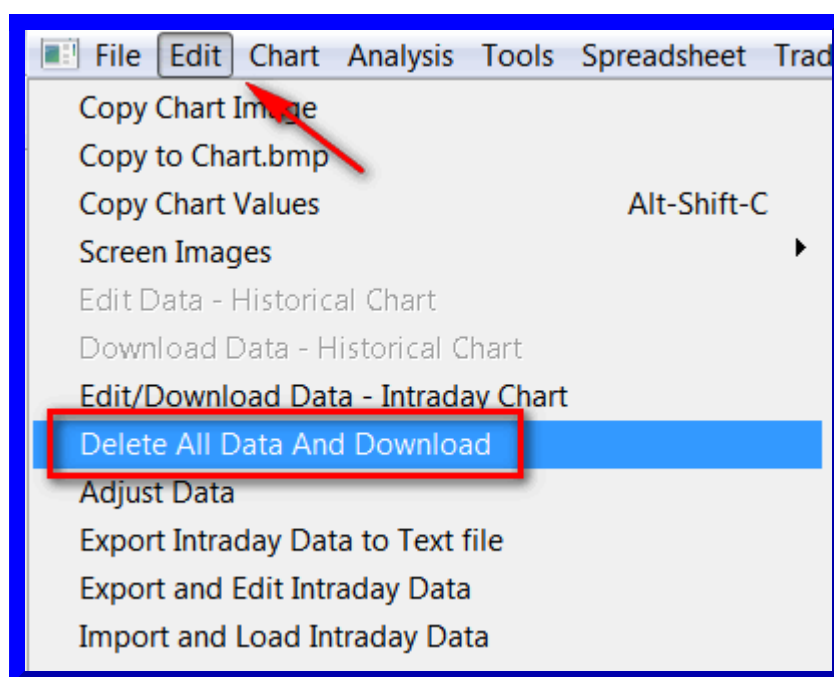 File Edit Chart Analysis Tools Spreadsheet Trad
Copy Chart Image
Copy to Chart.bmp
Copy Chart Values Alt-Shift-C
Screen Images
Edit Data - Historical Chart
Download Data - Historical Chart
Edit/Download Data - Intraday Chart
Delete All Data And Download
Adjust Data
Export Intraday Data to Text file
Export and Edit Intraday Data
Import and Load Intraday Data